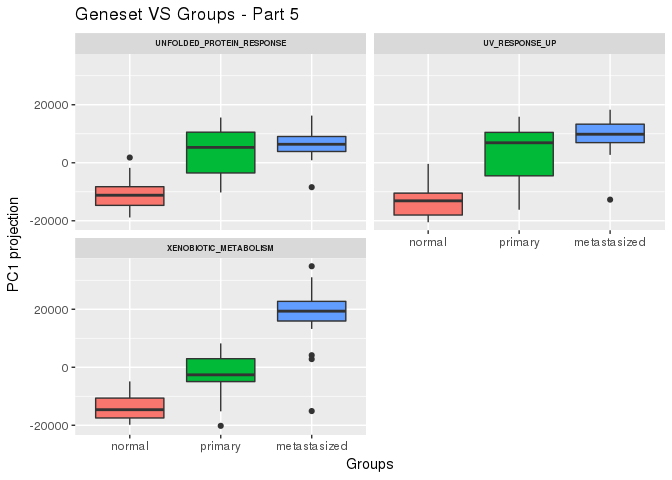 Geneset VS Groups - Part 5
UNFOLDED_PROTEIN_RESPONSE
UV_RESPONSE_UP
20000
0
-20000
normal primary metastasized
XENOBIOTIC_METABOLISM
20000
0
-20000
normal primary metastasized
PC1 projection
Groups